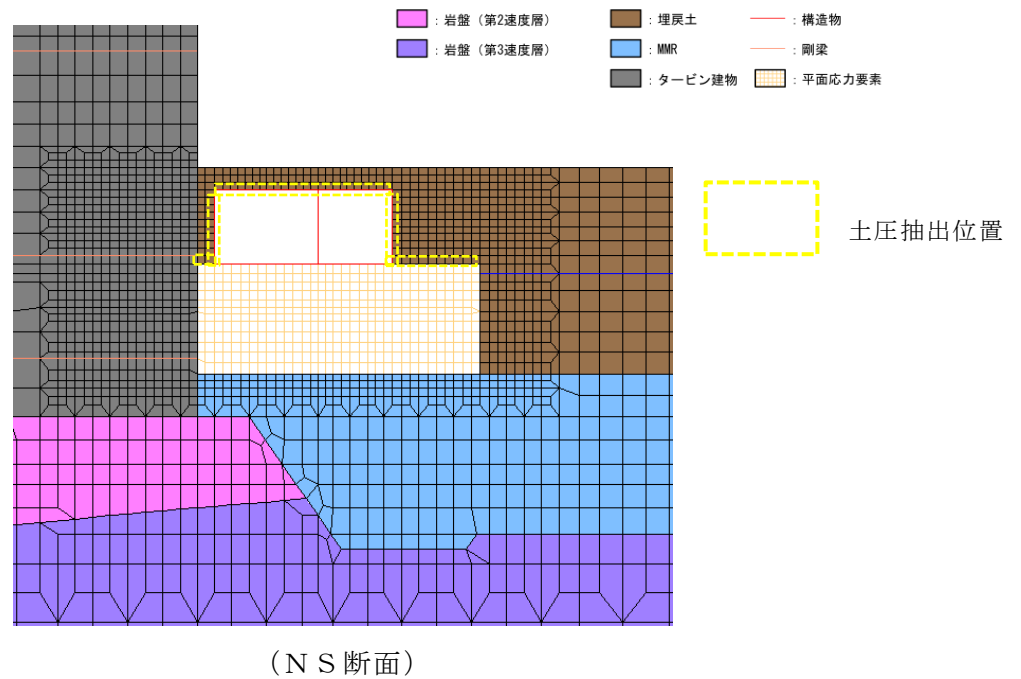 ：岩盤（第2速度層）
：岩盤（第3速度層）
：埋戻土
：MMR
：タービン建物
：構造物
：剛梁
：平面応力要素
土圧抽出位置
（ＮＳ断面）